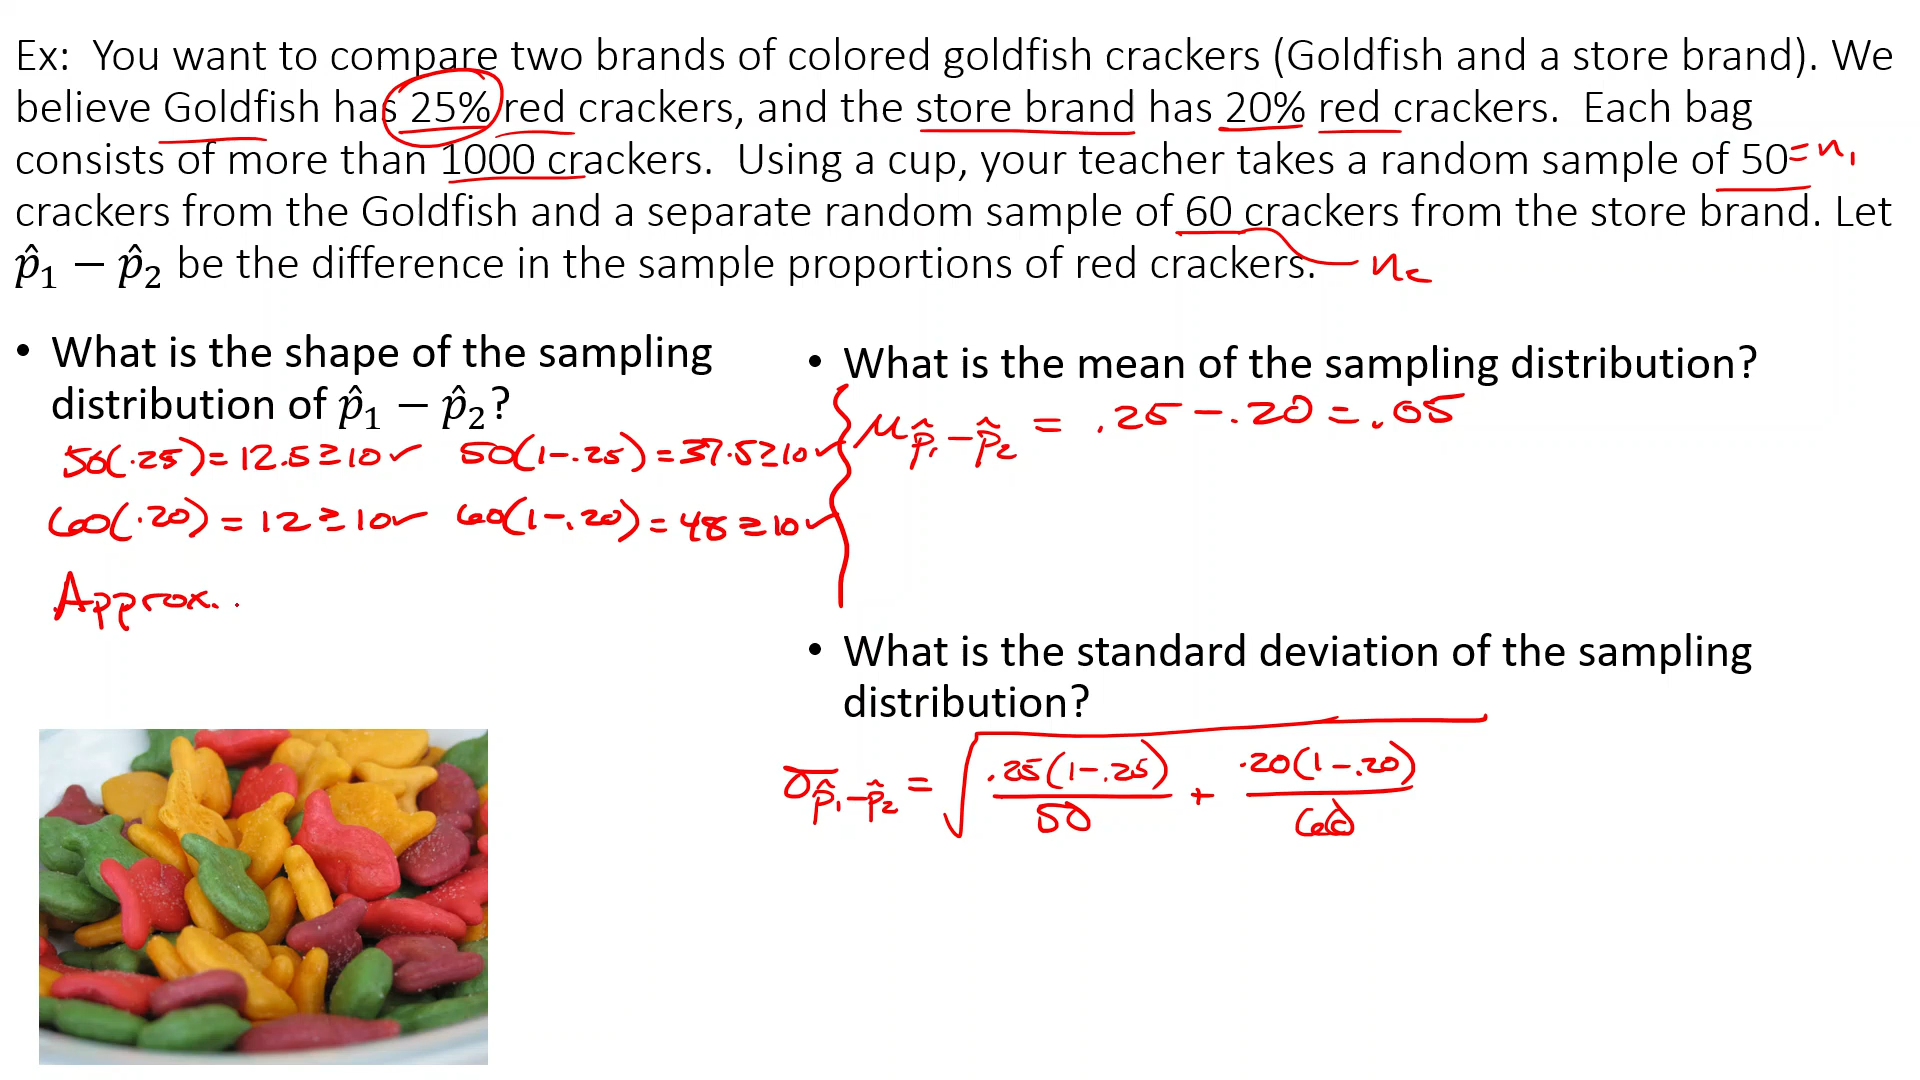 Ex: You want to compare two brands of colored goldfish crackers (Goldfish and a store brand). We
believe Goldfish has 25% red crackers, and the store brand has 20% red crackers. Each bag
consists of more than 1000 crackers. Using a cup, your teacher takes a random sample of 50 = n₁
crackers from the Goldfish and a separate random sample of 60 crackers from the store brand. Let
p̂₁ − p̂₂ be the difference in the sample proportions of red crackers. n₂
• What is the shape of the sampling
distribution of p̂₁ − p̂₂?
50(.25) = 12.5 ≥ 10 ✓ 50(1-.25) = 37.5 ≥ 10 ✓
60(.20) = 12 ≥ 10 ✓ 60(1-.20) = 48 ≥ 10 ✓
Approx.
• What is the mean of the sampling distribution?
μ p̂₁-p̂₂ = .25 - .20 = .05
• What is the standard deviation of the sampling
distribution?
σ p̂₁-p̂₂ = √( .25(1-.25)/50 + .20(1-.20)/60 )